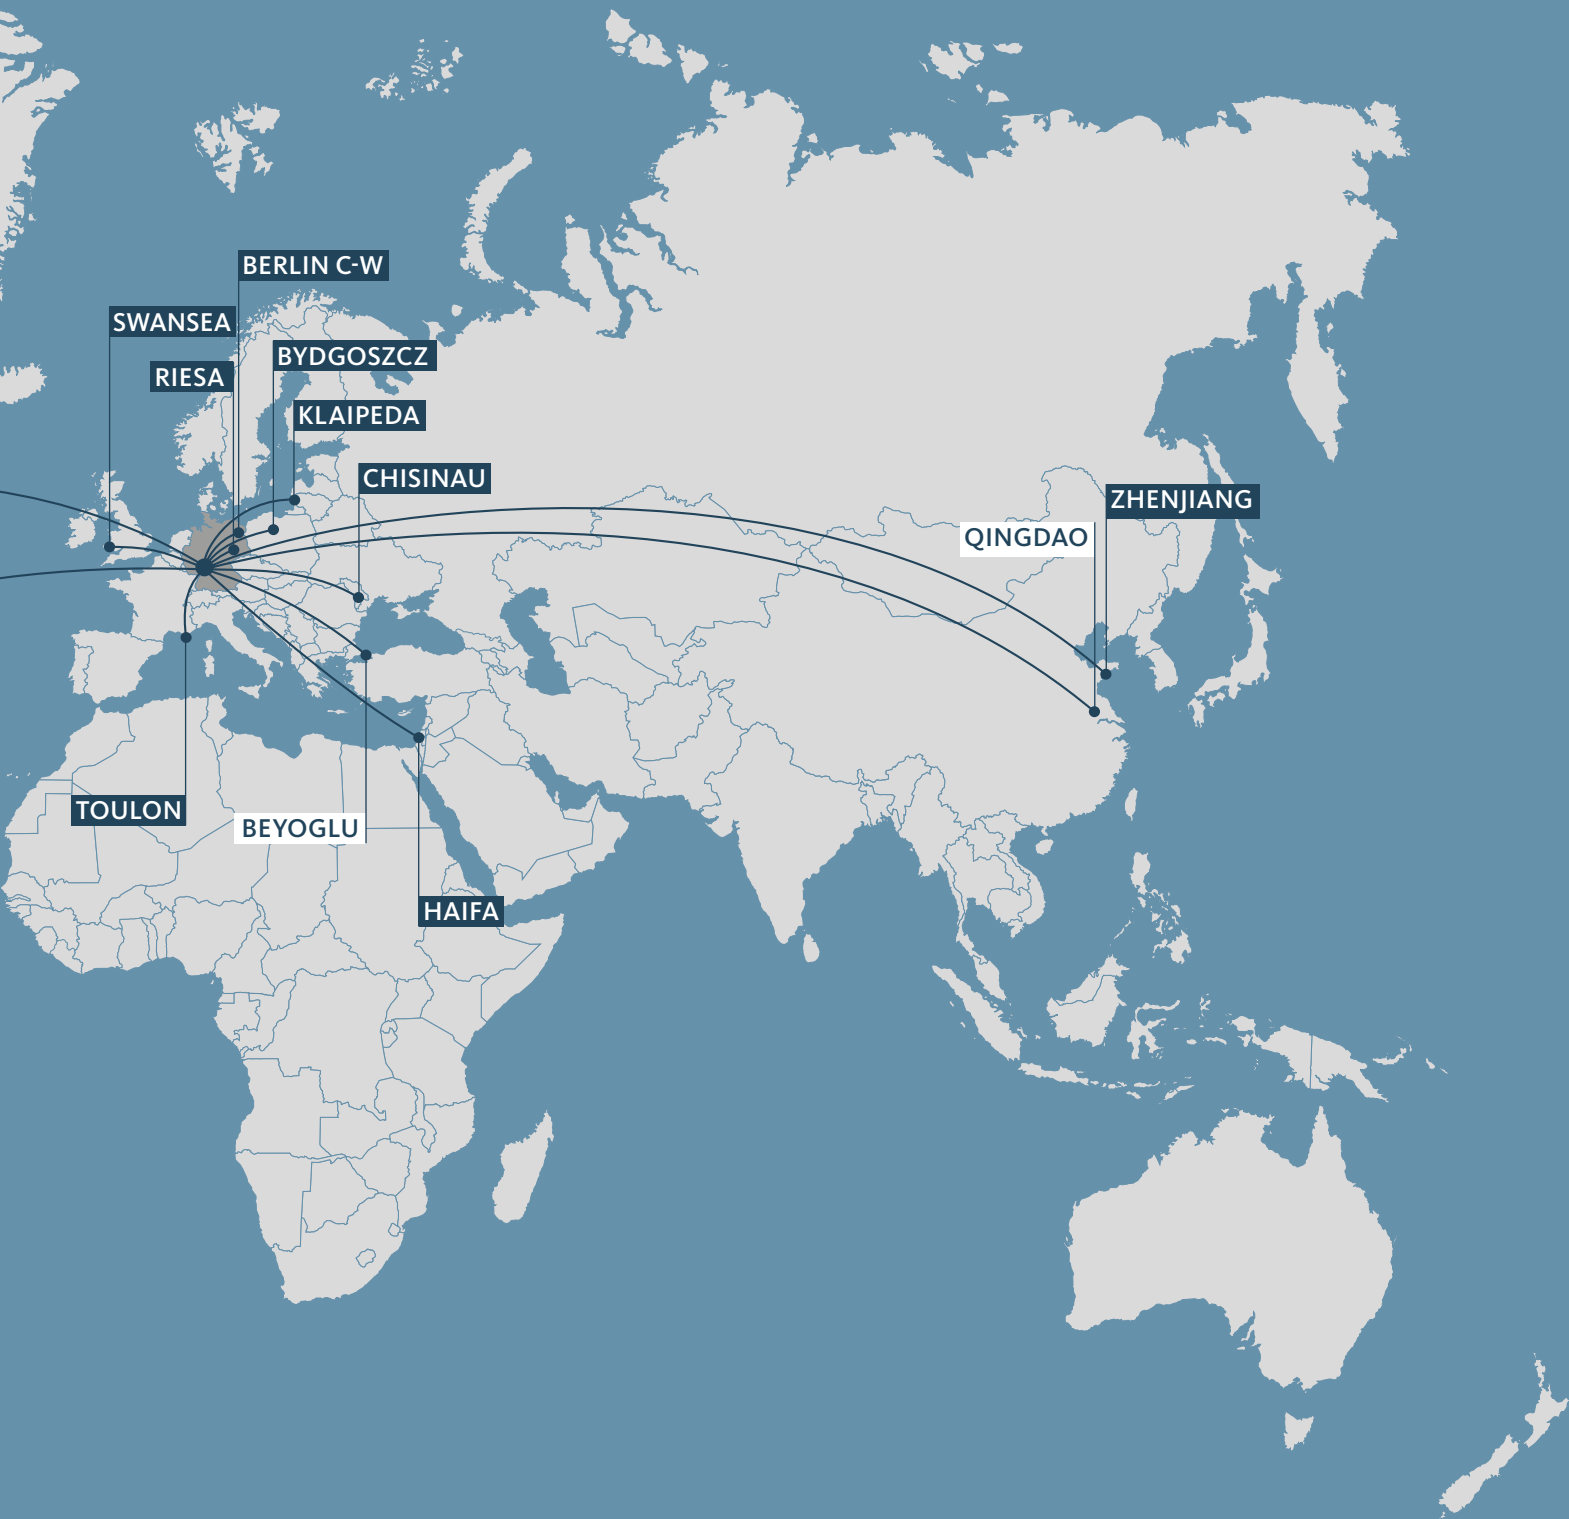 BERLIN C-W
SWANSEA
BYDGOSZCZ
RIESA
KLAIPEDA
CHISINAU
ZHENJIANG
QINGDAO
TOULON
BEYOGLU
HAIFA